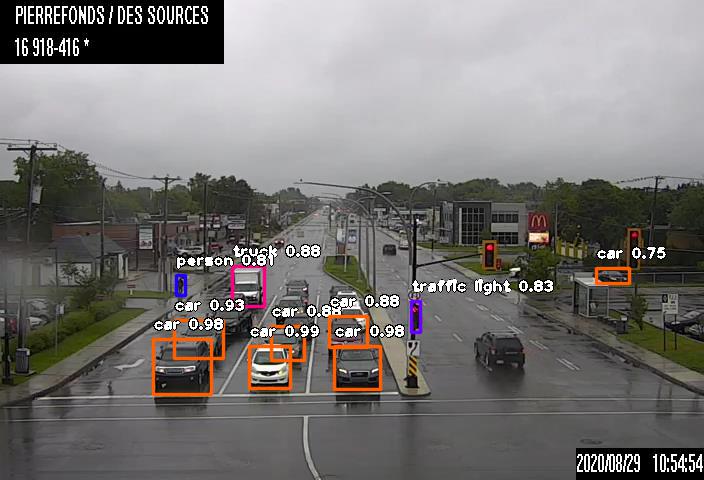 PIERREFONDS / DES SOURCES
16 918-416 *
truck 0.88
person 0.81
car 0.75
traffic light 0.83
car 0.93
car 0.88
car 0.88
car 0.98
car 0.99
car 0.98
2020/08/29 10:54:54